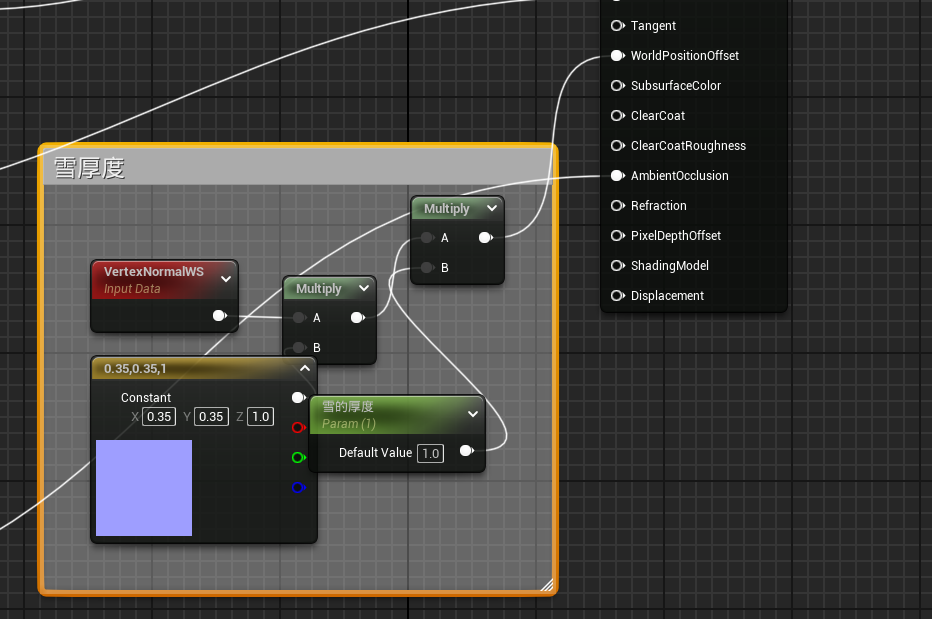 Tangent
WorldPositionOffset
SubsurfaceColor
ClearCoat
ClearCoatRoughness
AmbientOcclusion
Refraction
PixelDepthOffset
ShadingModel
Displacement
雪厚度
Multiply
A
B
VertexNormalWS
Input Data
Multiply
A
B
0.35,0.35,1
Constant
X 0.35 Y 0.35 Z 1.0
雪的厚度
Param (1)
Default Value 1.0